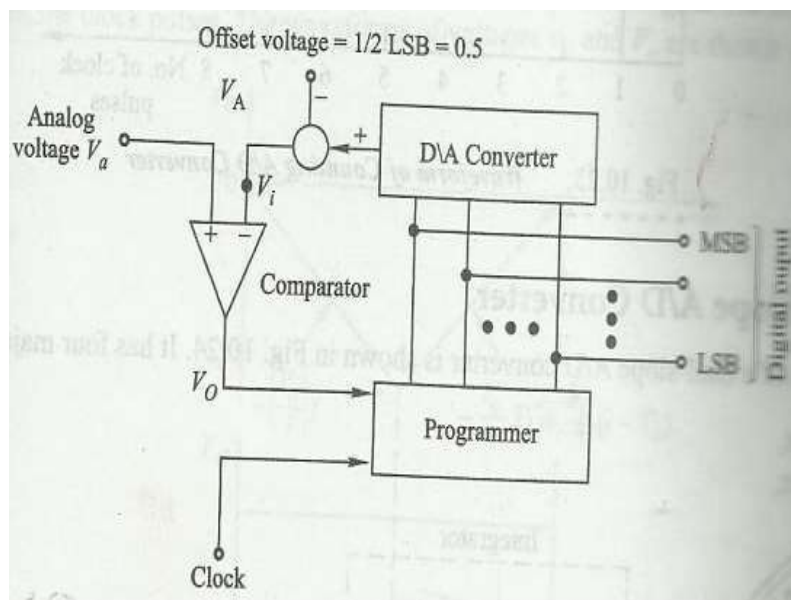 Offset voltage = 1/2 LSB = 0.5
V_A
−
Analog
voltage V_a
+
D\A Converter
V_i
+ −
MSB
Comparator
Digital ouput
LSB
V_O
Programmer
Clock